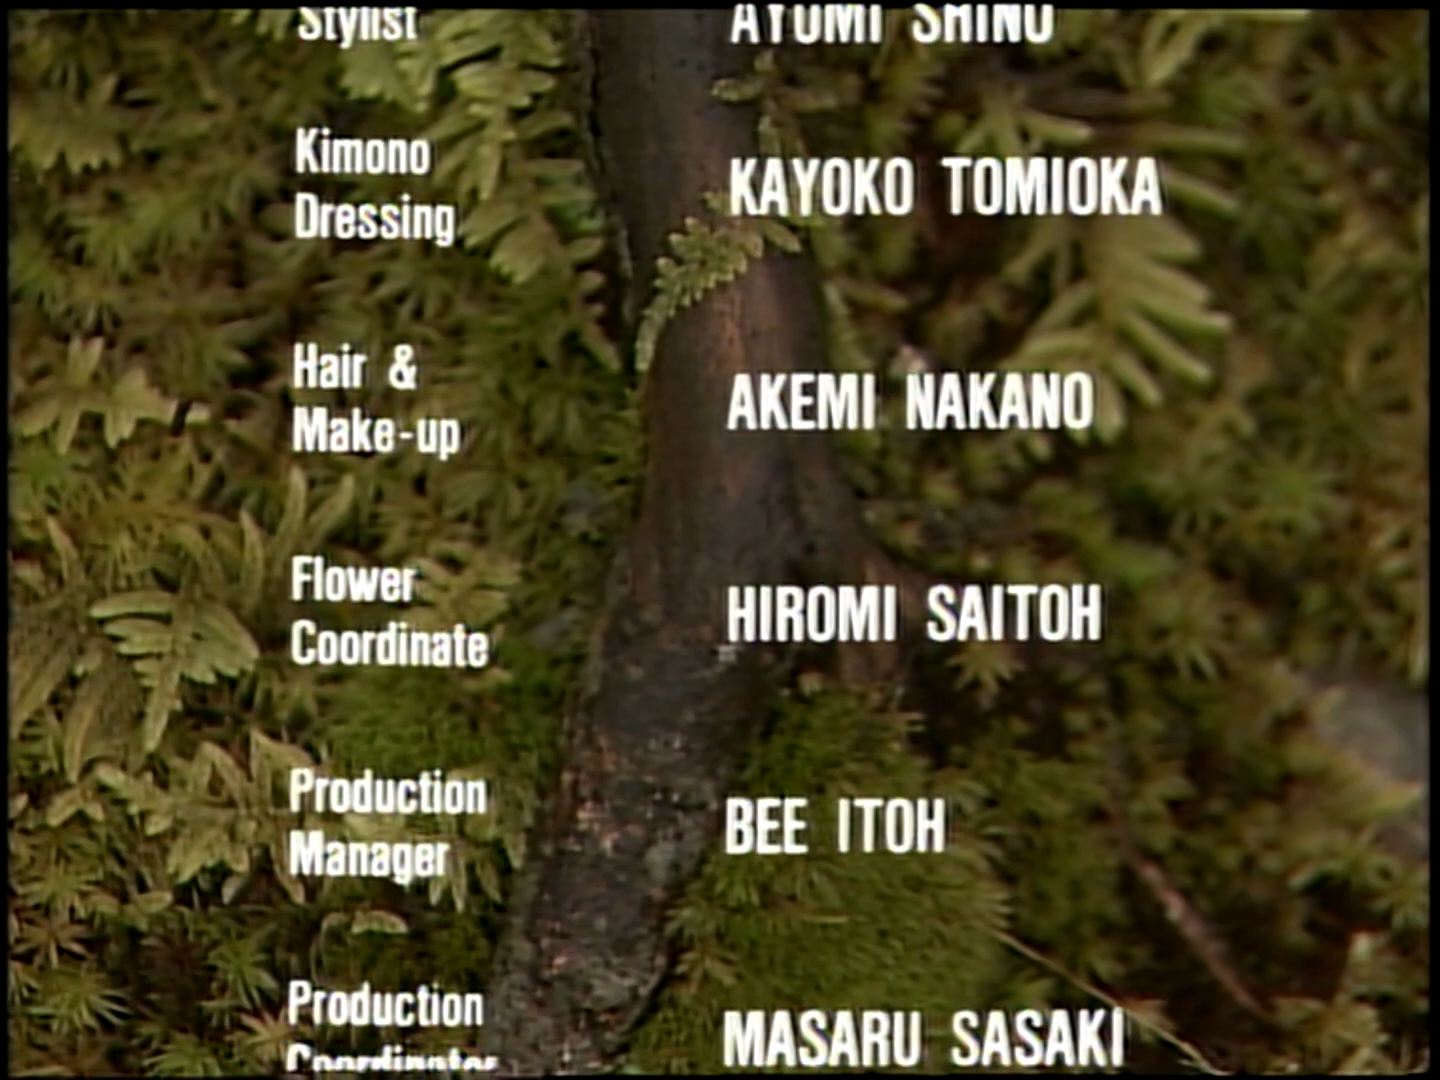 Stylist AYUMI SHINO
Kimono
Dressing
KAYOKO TOMIOKA
Hair &
Make-up
AKEMI NAKANO
Flower
Coordinate
HIROMI SAITOH
Production
Manager
BEE ITOH
Production
Coordinator
MASARU SASAKI